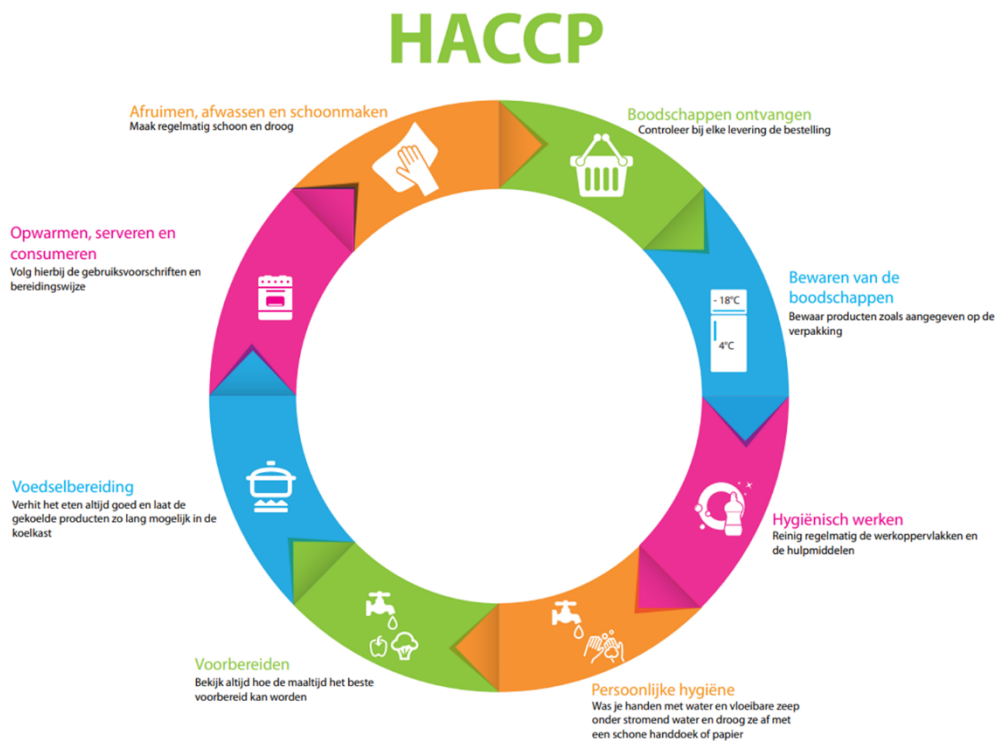 HACCP
Afruimen, afwassen en schoonmaken
Maak regelmatig schoon en droog
Boodschappen ontvangen
Controleer bij elke levering de bestelling
Opwarmen, serveren en
consumeren
Volg hierbij de gebruiksvoorschriften en
bereidingswijze
Bewaren van de
boodschappen
Bewaar producten zoals aangegeven op de
verpakking
- 18°C
4°C
Voedselbereiding
Verhit het eten altijd goed en laat de
gekoelde producten zo lang mogelijk in de
koelkast
Hygiënisch werken
Reinig regelmatig de werkoppervlakken en
de hulpmiddelen
Voorbereiden
Bekijk altijd hoe de maaltijd het beste
voorbereid kan worden
Persoonlijke hygiëne
Was je handen met water en vloeibare zeep
onder stromend water en droog ze af met
een schone handdoek of papier